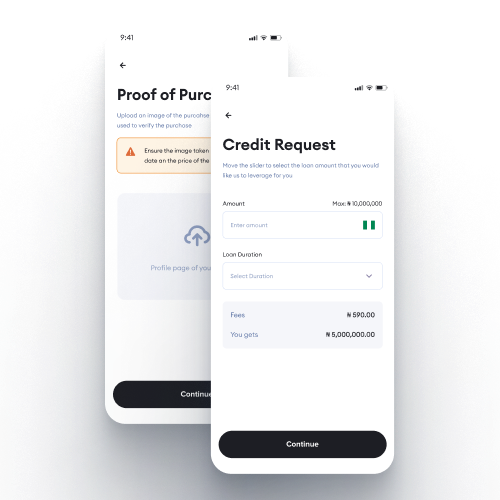 9:41
Proof of Purc
Upload an image of the purcahse
used to verify the purchase
Ensure the image taken
date an the price of the
Profile page of you
Continue
9:41
Credit Request
Move the slider to select the loan amount that you would
like us to leverage for you
Amount
Max: ₦ 10,000,000
Enter amount
Loan Duration
Select Duration
Fees
₦ 590.00
You gets
₦ 5,000,000.00
Continue